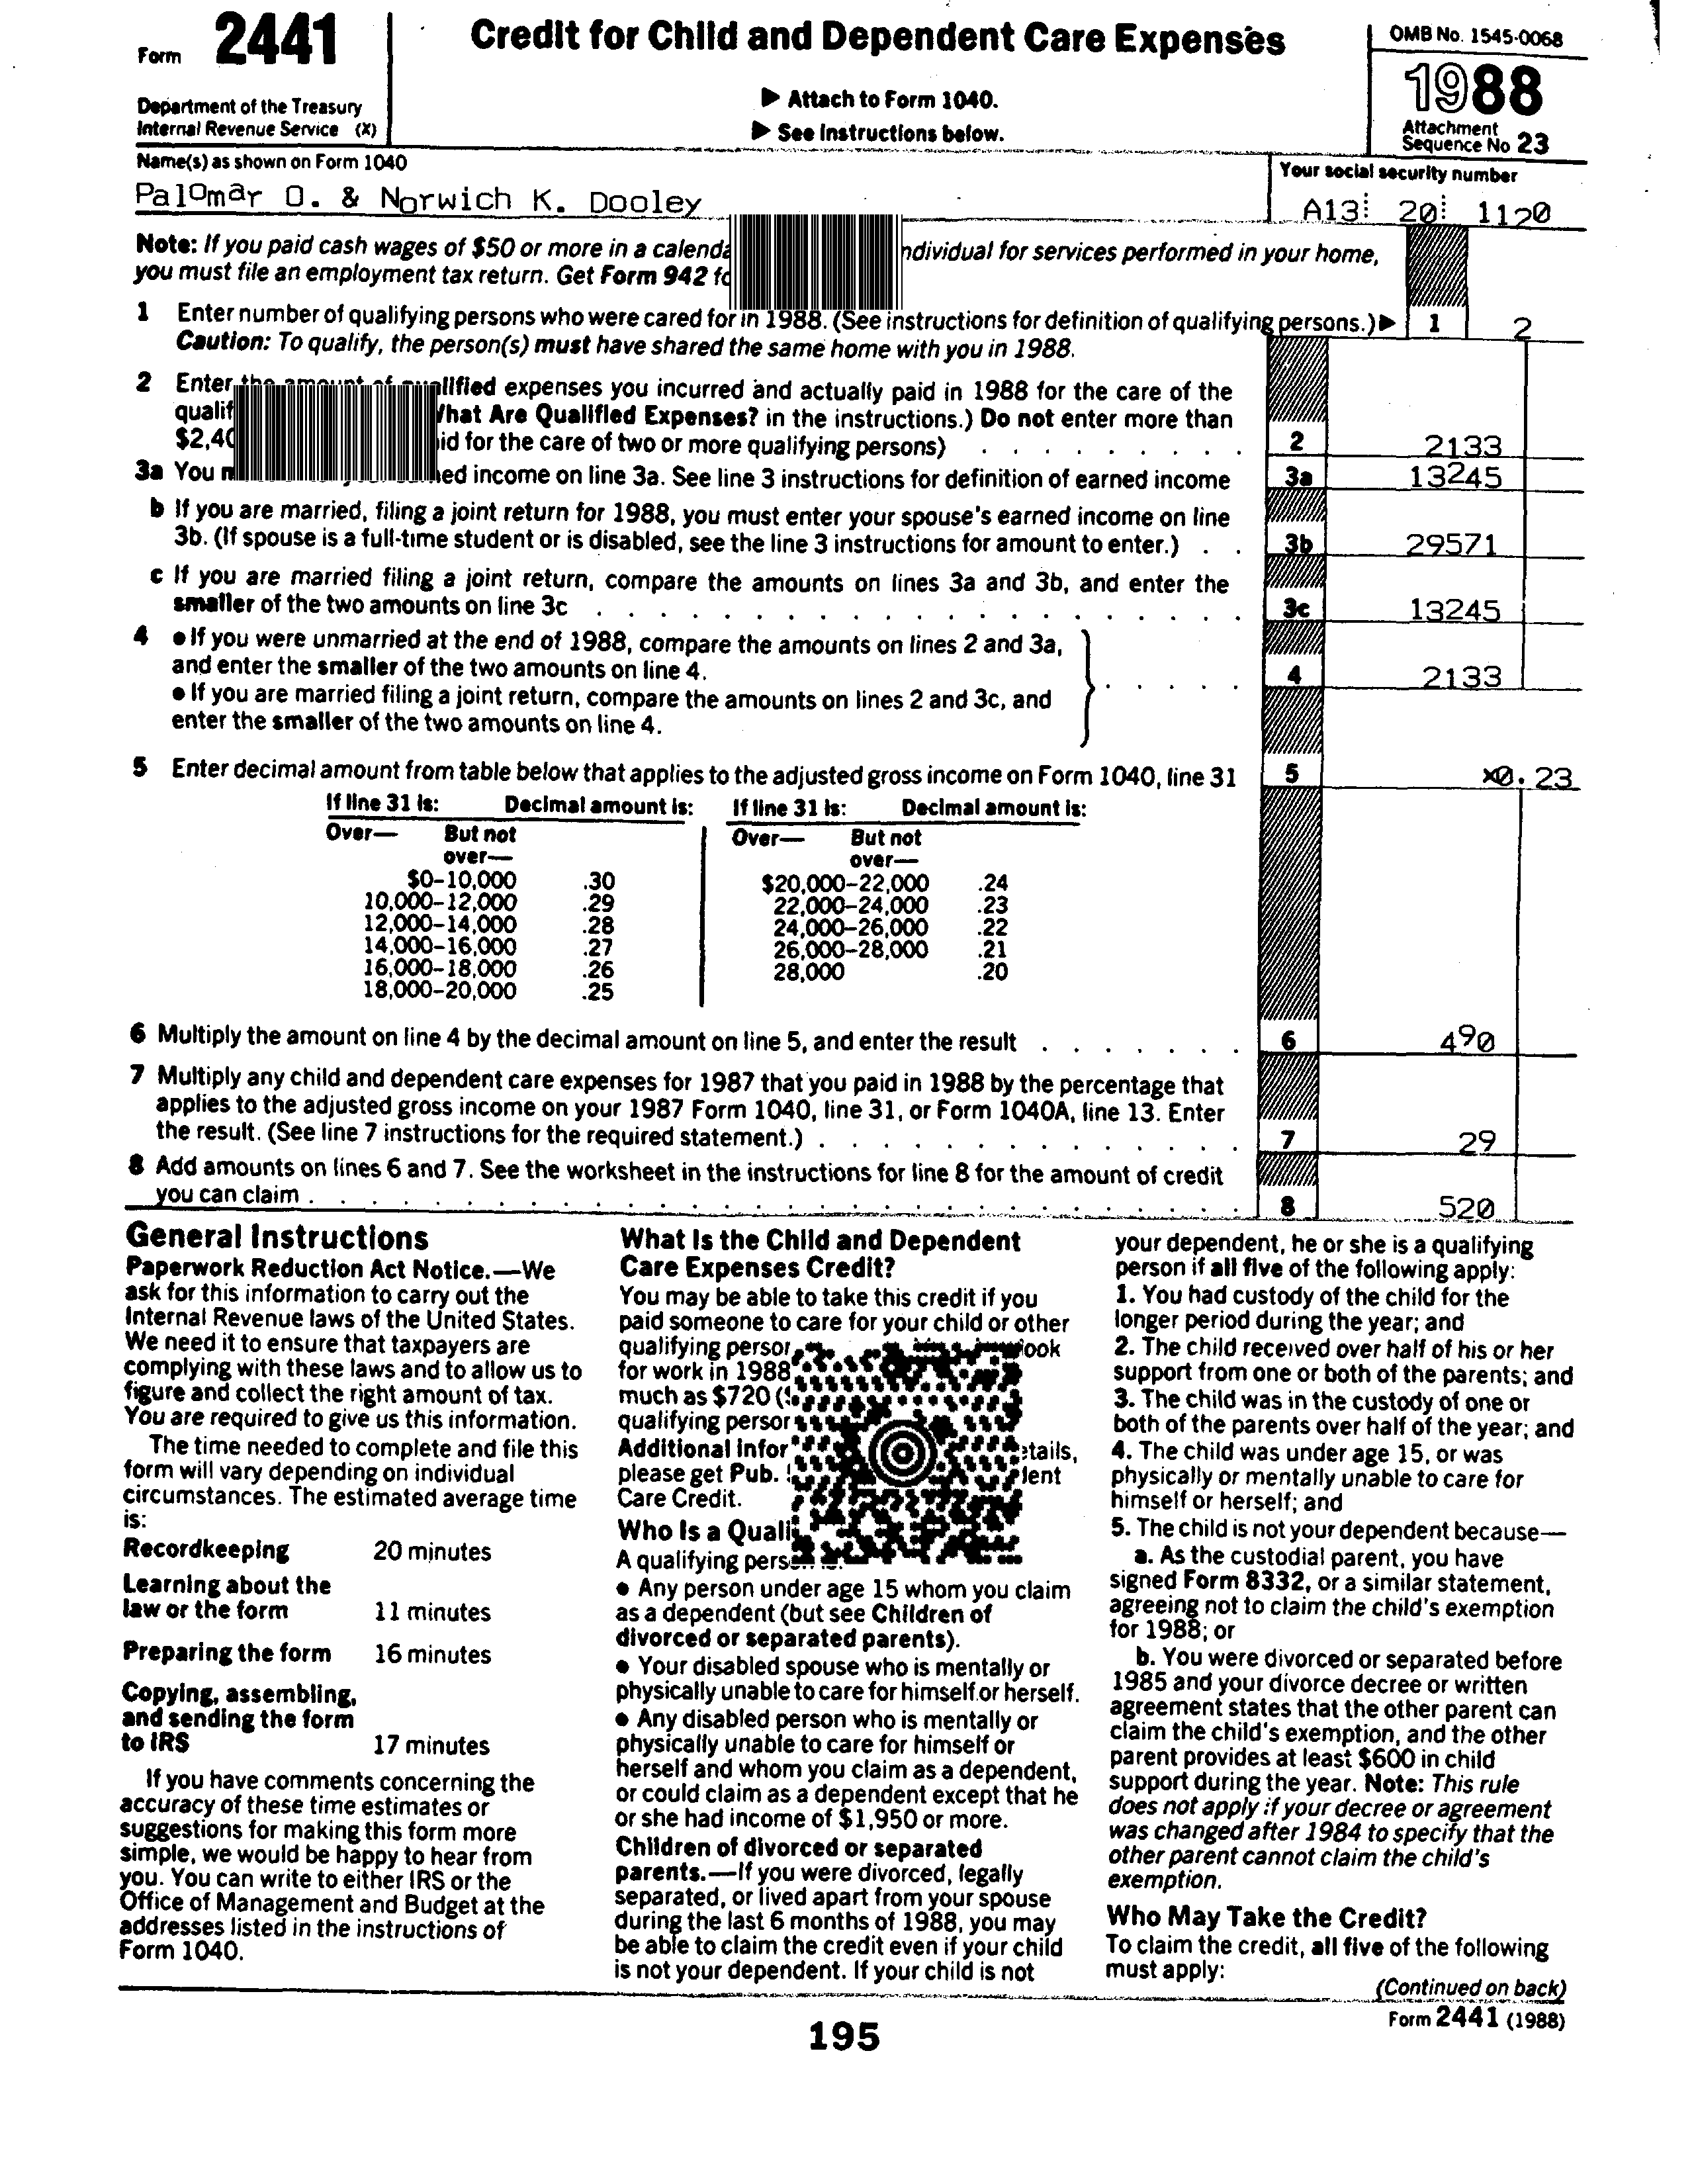 Form 2441
Credit for Child and Dependent Care Expenses
OMB No. 1545-0068
1988
Department of the Treasury
Internal Revenue Service (X)
▶ Attach to Form 1040.
▶ See Instructions below.
Attachment
Sequence No 23
Name(s) as shown on Form 1040
Your social security number
Palomar O. & Norwich K. Dooley
A13 20 1120
Note: If you paid cash wages of $50 or more in a individual for services performed in your home,
you must file an employment tax return. Get Form 942
1 Enter number of qualifying persons who were cared for in 1988. (See instructions for definition of qualifying persons.) ▶ 1 2
Caution: To qualify, the person(s) must have shared the same home with you in 1988.
2 Enter the amount of qualified expenses you incurred and actually paid in 1988 for the care of the
What Are Qualified Expenses? in the instructions.) Do not enter more than
for the care of two or more qualifying persons) . . . . . . . . . 2 2133
3a You income on line 3a. See line 3 instructions for definition of earned income 3a 13245
b If you are married, filing a joint return for 1988, you must enter your spouse's earned income on line
3b. (If spouse is a full-time student or is disabled, see the line 3 instructions for amount to enter.) . . 3b 29571
c If you are married filing a joint return, compare the amounts on lines 3a and 3b, and enter the
smaller of the two amounts on line 3c . . . . . . . . . . . . . . . . . . . . . 3c 13245
4 ● If you were unmarried at the end of 1988, compare the amounts on lines 2 and 3a,
and enter the smaller of the two amounts on line 4. . . . . . 4 2133
● If you are married filing a joint return, compare the amounts on lines 2 and 3c, and
enter the smaller of the two amounts on line 4.
5 Enter decimal amount from table below that applies to the adjusted gross income on Form 1040, line 31 5 ×0.23
If line 31 is: Decimal amount is: If line 31 is: Decimal amount is:
Over— But not over— Over— But not over—
$0–10,000 .30 $20,000–22,000 .24
10,000–12,000 .29 22,000–24,000 .23
12,000–14,000 .28 24,000–26,000 .22
14,000–16,000 .27 26,000–28,000 .21
16,000–18,000 .26 28,000 .20
18,000–20,000 .25
6 Multiply the amount on line 4 by the decimal amount on line 5, and enter the result . . . . . . . 6 490
7 Multiply any child and dependent care expenses for 1987 that you paid in 1988 by the percentage that
applies to the adjusted gross income on your 1987 Form 1040, line 31, or Form 1040A, line 13. Enter
the result. (See line 7 instructions for the required statement.) . . . . . . . . . . . . . . 7 29
8 Add amounts on lines 6 and 7. See the worksheet in the instructions for line 8 for the amount of credit
you can claim . . . . . . . . . . . . . . . . . . . . . . . . . . . . . . 8 520
General Instructions
Paperwork Reduction Act Notice.—We
ask for this information to carry out the
Internal Revenue laws of the United States.
We need it to ensure that taxpayers are
complying with these laws and to allow us to
figure and collect the right amount of tax.
You are required to give us this information.
The time needed to complete and file this
form will vary depending on individual
circumstances. The estimated average time
is:
Recordkeeping 20 minutes
Learning about the
law or the form 11 minutes
Preparing the form 16 minutes
Copying, assembling,
and sending the form
to IRS 17 minutes
If you have comments concerning the
accuracy of these time estimates or
suggestions for making this form more
simple, we would be happy to hear from
you. You can write to either IRS or the
Office of Management and Budget at the
addresses listed in the instructions of
Form 1040.
What Is the Child and Dependent
Care Expenses Credit?
You may be able to take this credit if you
paid someone to care for your child or other
qualifying look
for work in 1988
much as $720
qualifying
Additional details,
please get Pub.
Care Credit.
Who Is a
A qualifying
● Any person under age 15 whom you claim
as a dependent (but see Children of
divorced or separated parents).
● Your disabled spouse who is mentally or
physically unable to care for himself or herself.
● Any disabled person who is mentally or
physically unable to care for himself or
herself and whom you claim as a dependent,
or could claim as a dependent except that he
or she had income of $1,950 or more.
Children of divorced or separated
parents.—If you were divorced, legally
separated, or lived apart from your spouse
during the last 6 months of 1988, you may
be able to claim the credit even if your child
is not your dependent. If your child is not
your dependent, he or she is a qualifying
person if all five of the following apply:
1. You had custody of the child for the
longer period during the year; and
2. The child received over half of his or her
support from one or both of the parents; and
3. The child was in the custody of one or
both of the parents over half of the year; and
4. The child was under age 15, or was
physically or mentally unable to care for
himself or herself; and
5. The child is not your dependent because—
a. As the custodial parent, you have
signed Form 8332, or a similar statement,
agreeing not to claim the child's exemption
for 1988; or
b. You were divorced or separated before
1985 and your divorce decree or written
agreement states that the other parent can
claim the child's exemption, and the other
parent provides at least $600 in child
support during the year. Note: This rule
does not apply if your decree or agreement
was changed after 1984 to specify that the
other parent cannot claim the child's
exemption.
Who May Take the Credit?
To claim the credit, all five of the following
must apply:
(Continued on back)
Form 2441 (1988)
195